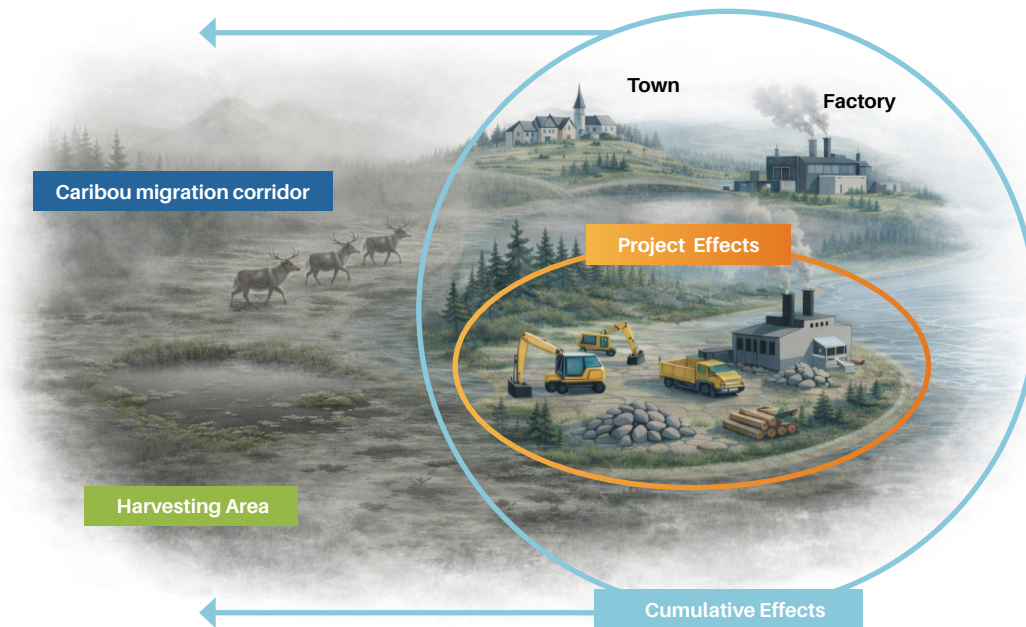 Town
Factory
Caribou migration corridor
Project Effects
Harvesting Area
Cumulative Effects